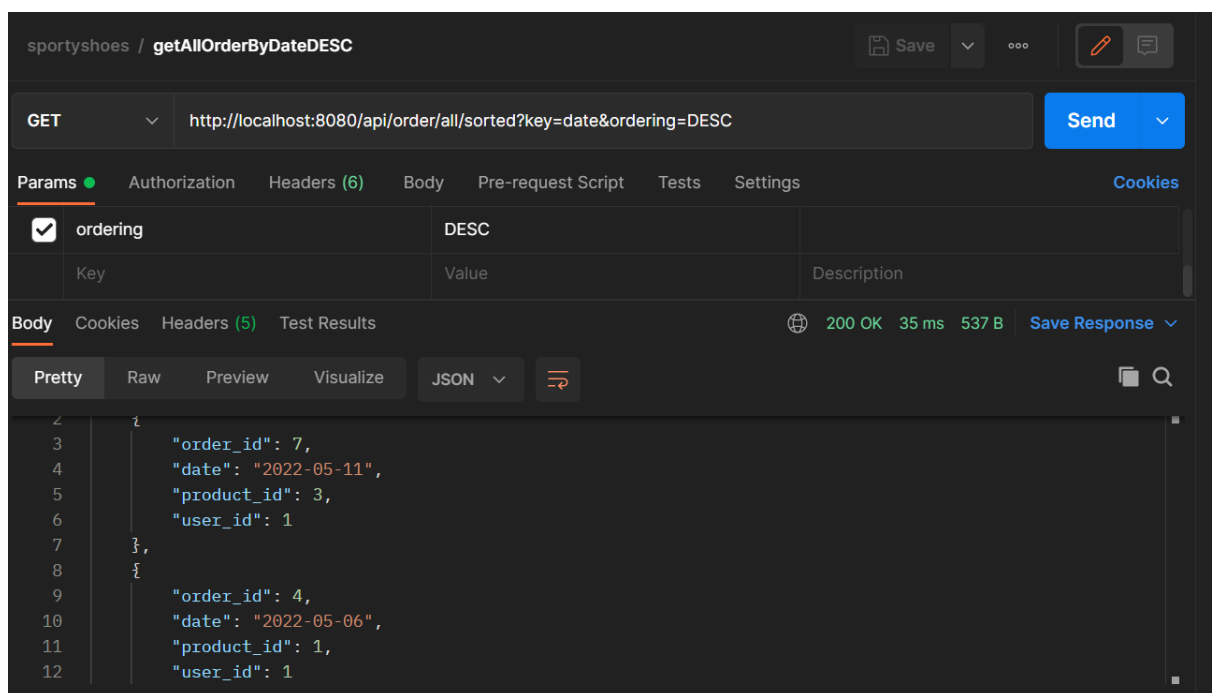 sportyshoes / getAllOrderByDateDESC Save
GET http://localhost:8080/api/order/all/sorted?key=date&ordering=DESC Send
Params Authorization Headers (6) Body Pre-request Script Tests Settings Cookies
ordering DESC
Key Value Description
Body Cookies Headers (5) Test Results 200 OK 35 ms 537 B Save Response
Pretty Raw Preview Visualize JSON
2 {
3 "order_id": 7,
4 "date": "2022-05-11",
5 "product_id": 3,
6 "user_id": 1
7 },
8 {
9 "order_id": 4,
10 "date": "2022-05-06",
11 "product_id": 1,
12 "user_id": 1